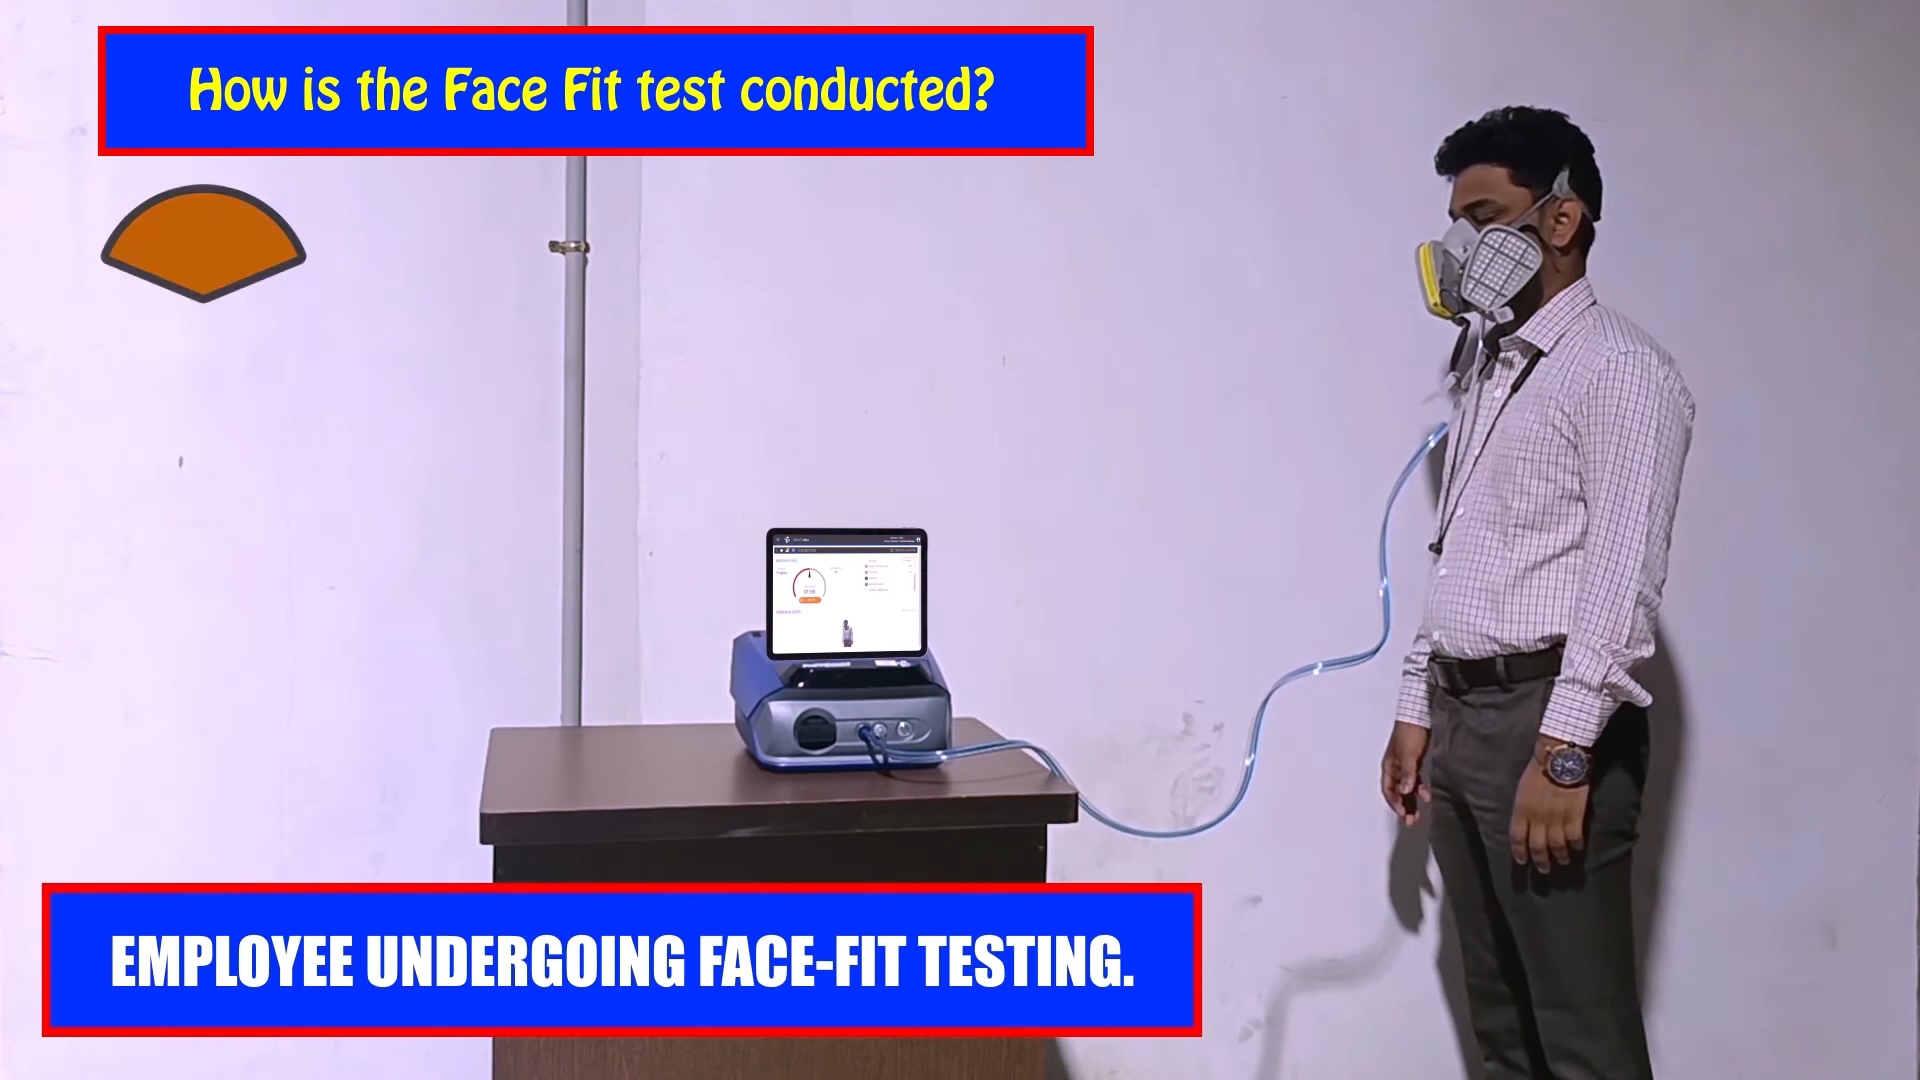 How is the Face Fit test conducted?
EMPLOYEE UNDERGOING FACE-FIT TESTING.